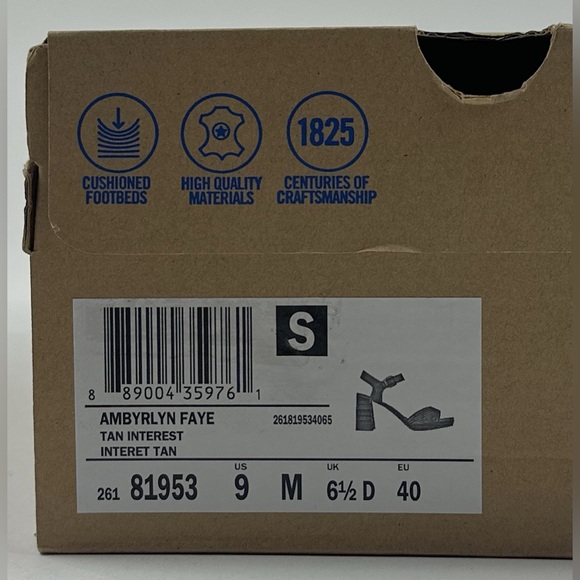 1825
CUSHIONED
FOOTBEDS
HIGH QUALITY
MATERIALS
CENTURIES OF
CRAFTSMANSHIP
S
8 89004 35976 1
AMBYRLYN FAYE 261819534065
TAN INTEREST
INTERET TAN
US UK EU
261 81953 9 M 6½ D 40